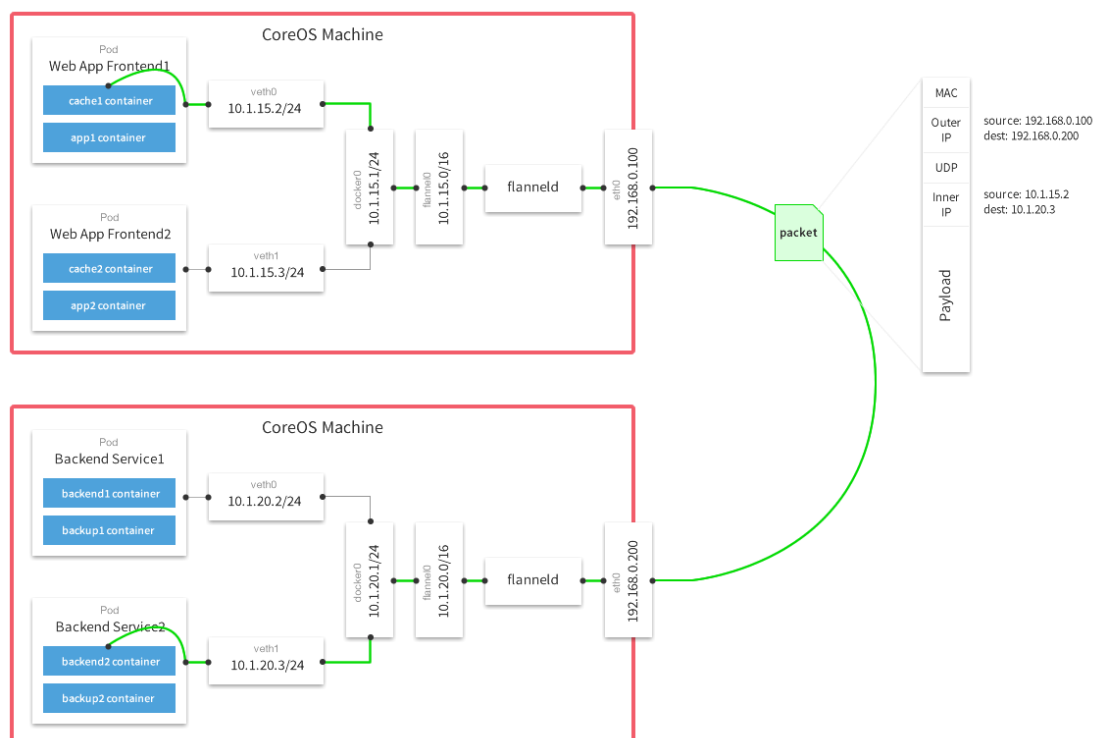 CoreOS Machine
Pod
Web App Frontend1
cache1 container
app1 container
veth0
10.1.15.2/24
Pod
Web App Frontend2
cache2 container
app2 container
veth1
10.1.15.3/24
docker0
10.1.15.1/24
flannel0
10.1.15.0/16
flanneld
eth0
192.168.0.100
packet
MAC
Outer
IP
source: 192.168.0.100
dest: 192.168.0.200
UDP
Inner
IP
source: 10.1.15.2
dest: 10.1.20.3
Payload
CoreOS Machine
Pod
Backend Service1
backend1 container
backup1 container
veth0
10.1.20.2/24
Pod
Backend Service2
backend2 container
backup2 container
veth1
10.1.20.3/24
docker0
10.1.20.1/24
flannel0
10.1.20.0/16
flanneld
eth0
192.168.0.200